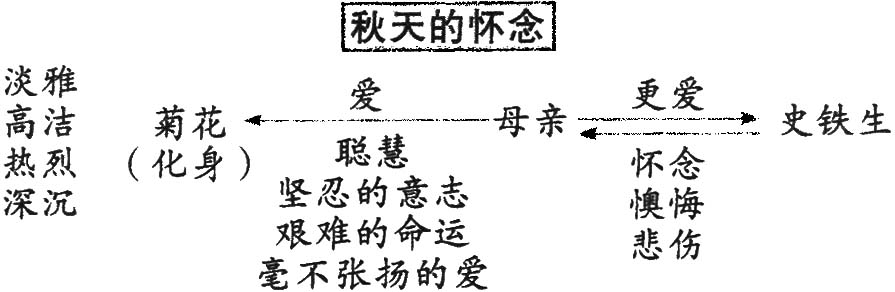 秋天的怀念
淡雅
高洁
热烈
深沉
菊花
（化身）
爱
母亲
聪慧
坚忍的意志
艰难的命运
毫不张扬的爱
更爱
怀念
懊悔
悲伤
史铁生